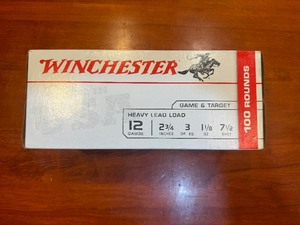 WINCHESTER
GAME & TARGET
HEAVY LEAD LOAD
12 2 3/4 3 1 1/8 7 1/2
GAUGE INCHES DR EQ OZ SHOT
100 ROUNDS